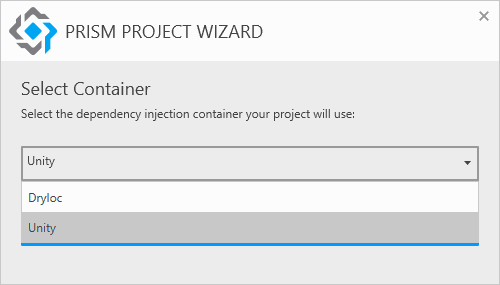 PRISM PROJECT WIZARD
Select Container
Select the dependency injection container your project will use:
Unity
Dryloc
Unity